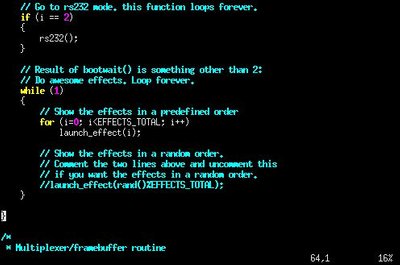 // Go to rs232 mode. this function loops forever.
if (i == 2)
{
rs232();
}
// Result of bootwait() is something other than 2:
// Do awesome effects. Loop forever.
while (1)
{
// Show the effects in a predefined order
for (i=0; i<EFFECTS_TOTAL; i++)
launch_effect(i);
// Show the effects in a random order.
// Comment the two lines above and uncomment this
// if you want the effects in a random order.
//launch_effect(rand()%EFFECTS_TOTAL);
}
}
/*
* Multiplexer/framebuffer routine
64,1 16%